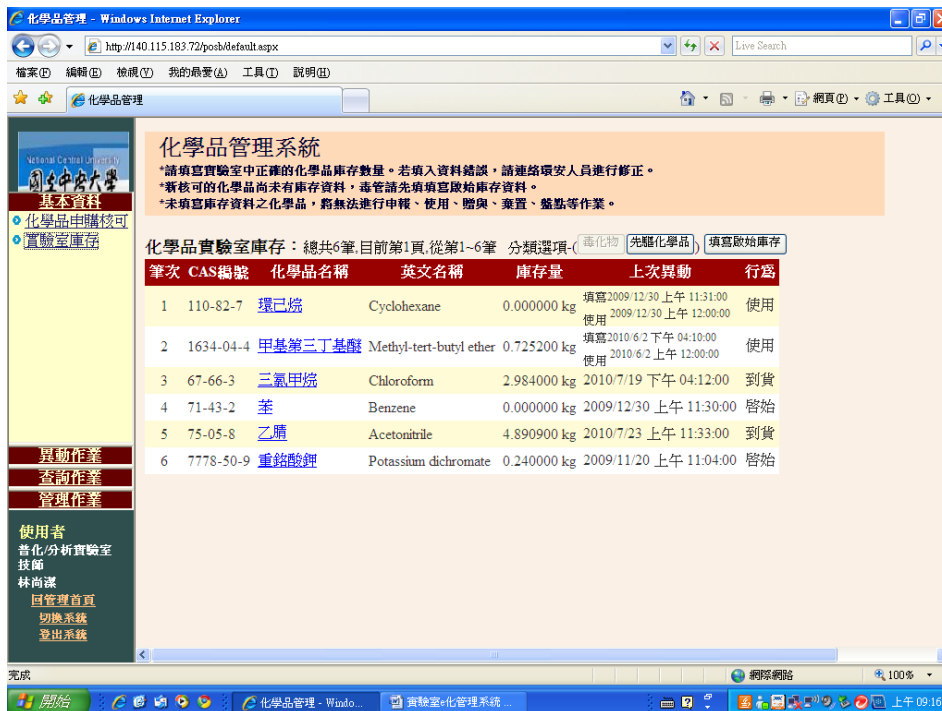 化學品管理 - Windows Internet Explorer
http://140.115.183.72/posb/default.aspx
Live Search
檔案(F) 編輯(E) 檢視(V) 我的最愛(A) 工具(T) 說明(H)
化學品管理
網頁(P) 工具(O)
National Central University
國立中央大學
基本資料
化學品申購核可
實驗室庫存
化學品管理系統
*請填寫實驗室中正確的化學品庫存數量。若填入資料錯誤，請連絡環安人員進行修正。
*新核可的化學品尚未有庫存資料，毒管請先填填寫啟始庫存資料。
*未填寫庫存資料之化學品，將無法進行申報、使用、贈與、棄置、盤點等作業。
化學品實驗室庫存：總共6筆,目前第1頁,從第1~6筆 分類選項-( 毒化物 先驅化學品 ) 填寫啟始庫存
筆次 CAS編號 化學品名稱 英文名稱 庫存量 上次異動 行為
1 110-82-7 環己烷 Cyclohexane 0.000000 kg 填寫2009/12/30 上午 11:31:00 使用
使用 2009/12/30 上午 12:00:00
2 1634-04-4 甲基第三丁基醚 Methyl-tert-butyl ether 0.725200 kg 填寫2010/6/2 下午 04:10:00 使用
使用 2010/6/2 上午 12:00:00
3 67-66-3 三氯甲烷 Chloroform 2.984000 kg 2010/7/19 下午 04:12:00 到貨
4 71-43-2 苯 Benzene 0.000000 kg 2009/12/30 上午 11:30:00 啟始
5 75-05-8 乙腈 Acetonitrile 4.890900 kg 2010/7/23 上午 11:33:00 到貨
6 7778-50-9 重鉻酸鉀 Potassium dichromate 0.240000 kg 2009/11/20 上午 11:04:00 啟始
異動作業
查詢作業
管理作業
使用者
普化/分析實驗室
技師
林尚潔
回管理首頁
切換系統
登出系統
完成
網際網路
100%
開始
化學品管理 - Windo...
實驗室e化管理系統 ...
上午 09:16